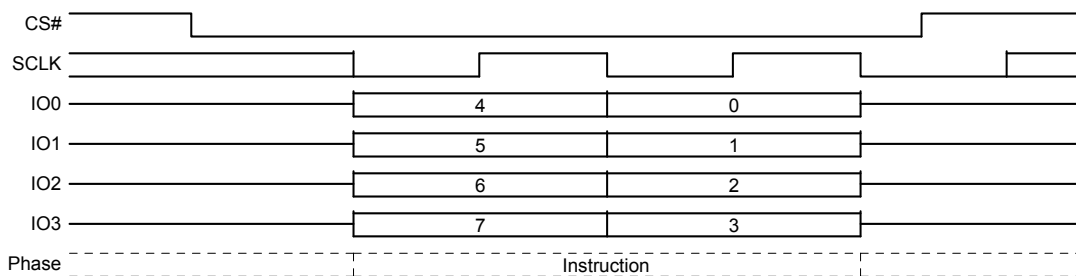 CS#
SCLK
IO0 4 0
IO1 5 1
IO2 6 2
IO3 7 3
Phase Instruction